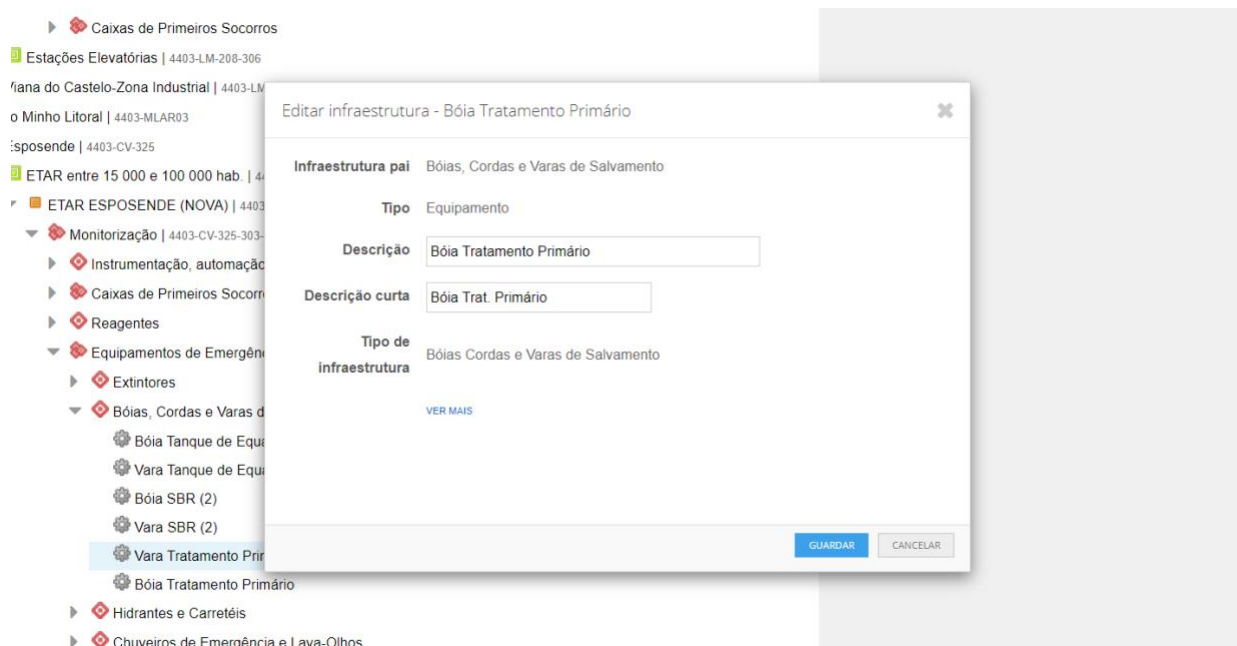 Caixas de Primeiros Socorros
Estações Elevatórias | 4403-LM-208-306
Viana do Castelo-Zona Industrial | 4403-LM
o Minho Litoral | 4403-MLAR03
Esposende | 4403-CV-325
ETAR entre 15 000 e 100 000 hab. | 44
ETAR ESPOSENDE (NOVA) | 4403
Monitorização | 4403-CV-325-303-
Instrumentação, automação
Caixas de Primeiros Socorr
Reagentes
Equipamentos de Emergên
Extintores
Bóias, Cordas e Varas d
Bóia Tanque de Equa
Vara Tanque de Equa
Bóia SBR (2)
Vara SBR (2)
Vara Tratamento Prim
Bóia Tratamento Primário
Hidrantes e Carretéis
Chuveiros de Emergência e Lava-Olhos
Editar infraestrutura - Bóia Tratamento Primário
Infraestrutura pai Bóias, Cordas e Varas de Salvamento
Tipo Equipamento
Descrição Bóia Tratamento Primário
Descrição curta Bóia Trat. Primário
Tipo de
infraestrutura Bóias Cordas e Varas de Salvamento
VER MAIS
GUARDAR CANCELAR